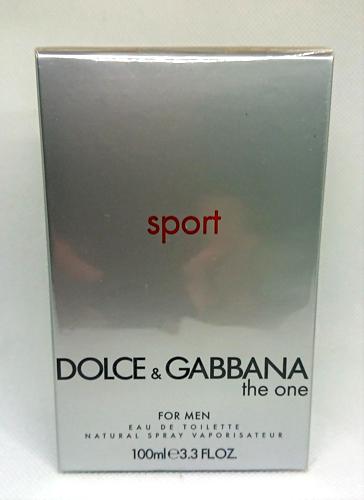 sport
DOLCE & GABBANA
the one
FOR MEN
EAU DE TOILETTE
NATURAL SPRAY VAPORISATEUR
100ml℮3.3 FL.OZ.